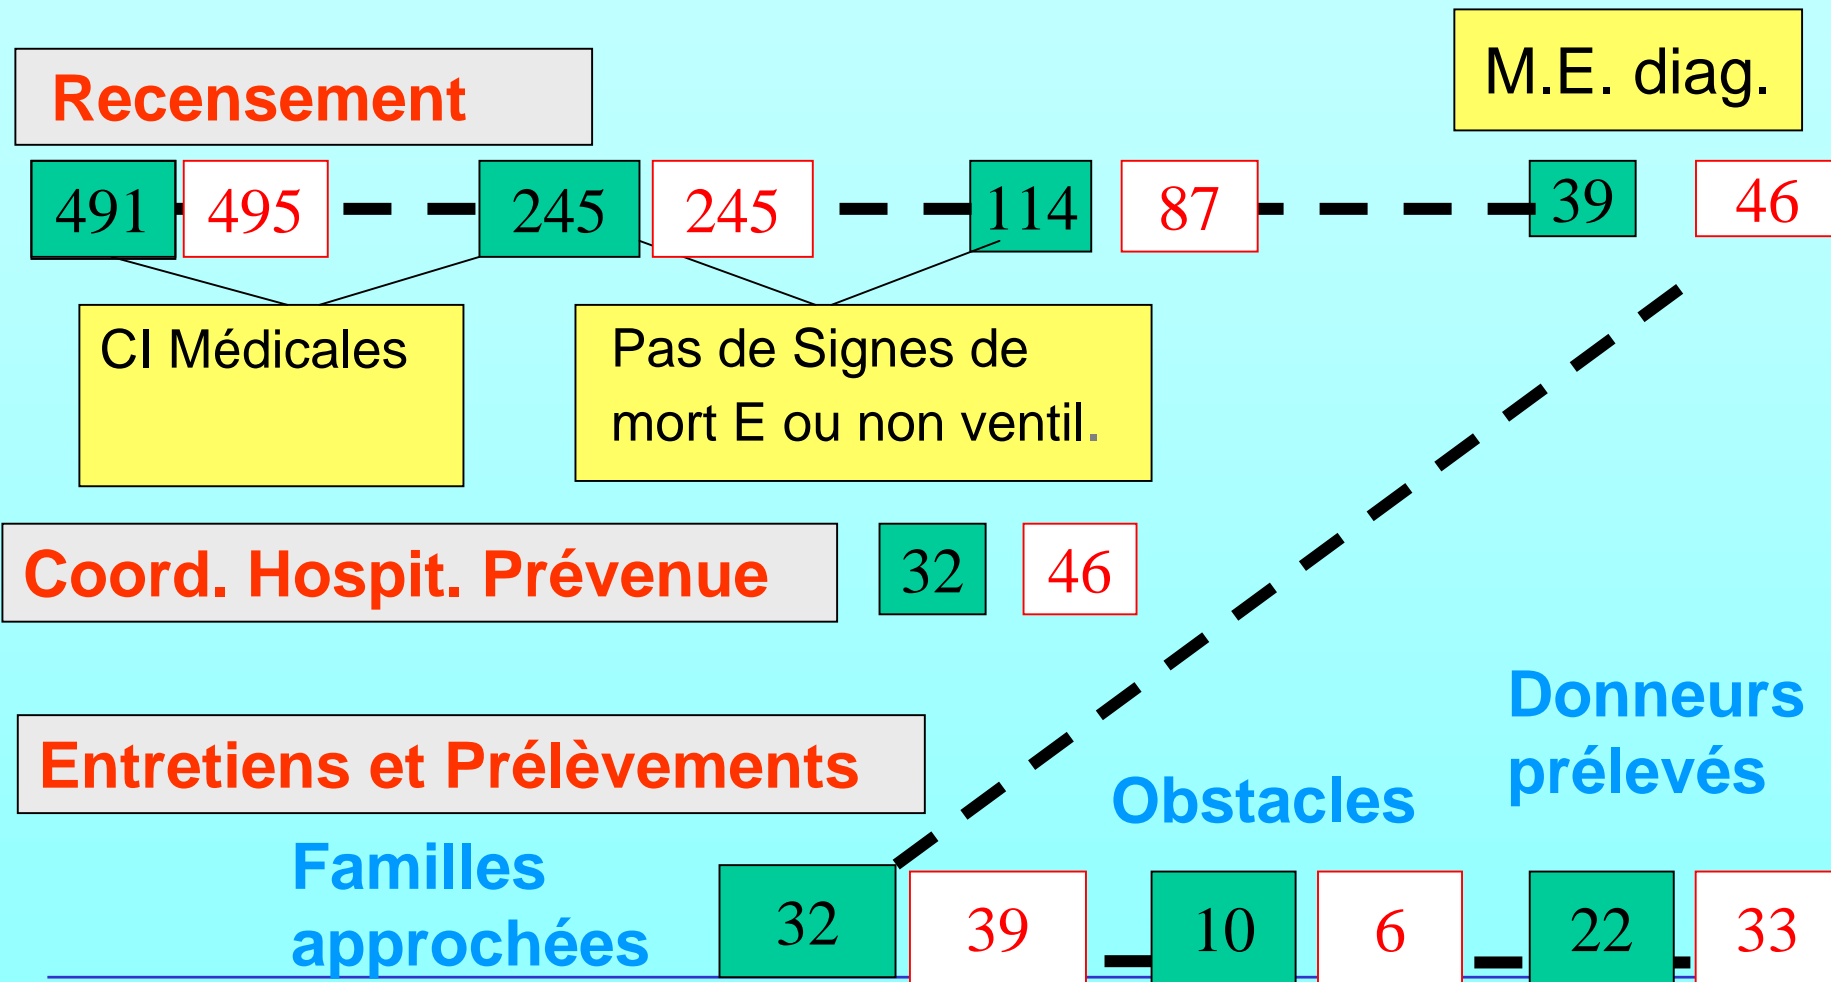 M.E. diag.
Recensement
491 495 245 245 114 87 39 46
CI Médicales
Pas de Signes de
mort E ou non ventil.
Coord. Hospit. Prévenue 32 46
Entretiens et Prélèvements
Donneurs
prélevés
Obstacles
Familles
approchées
32 39 10 6 22 33